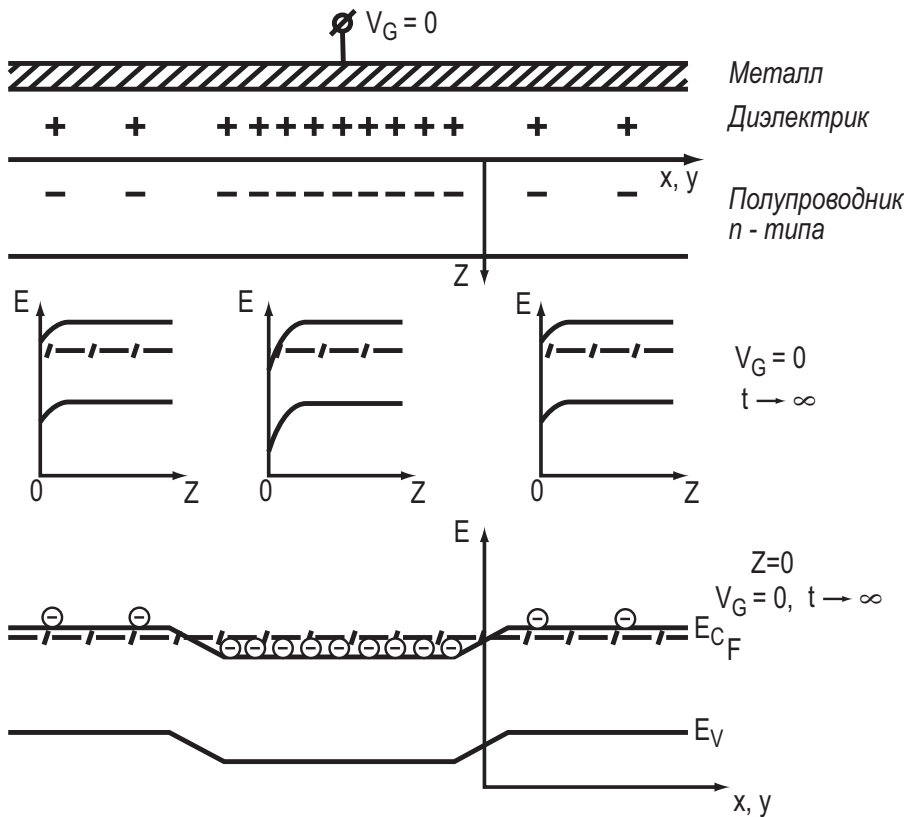 V_G = 0
Металл
Диэлектрик
+ + + + + + + + + + + + +
x, y
− − − − − − − − − − − − −
Полупроводник
n - типа
Z
E E E
V_G = 0
t → ∞
0 Z 0 Z 0 Z
E
Z=0
V_G = 0, t → ∞
E_C
F
E_V
x, y